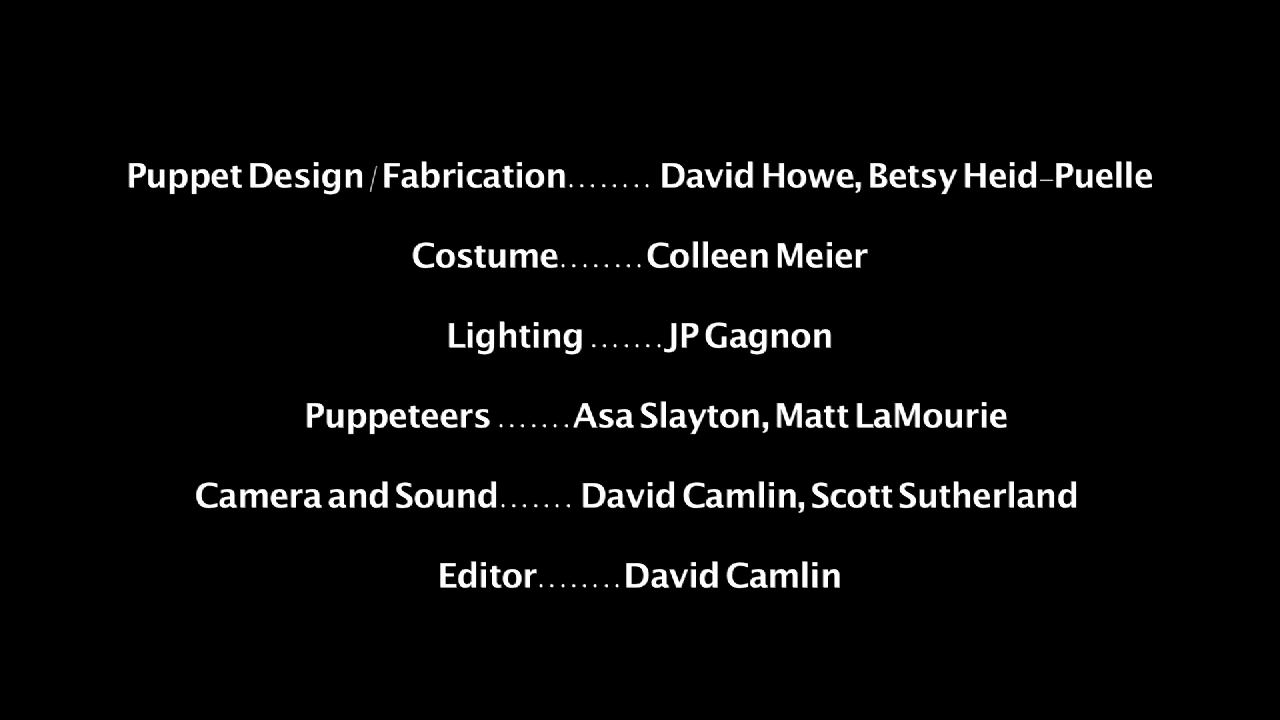 Puppet Design / Fabrication........ David Howe, Betsy Heid-Puelle
Costume........Colleen Meier
Lighting .......JP Gagnon
Puppeteers .......Asa Slayton, Matt LaMourie
Camera and Sound....... David Camlin, Scott Sutherland
Editor........David Camlin